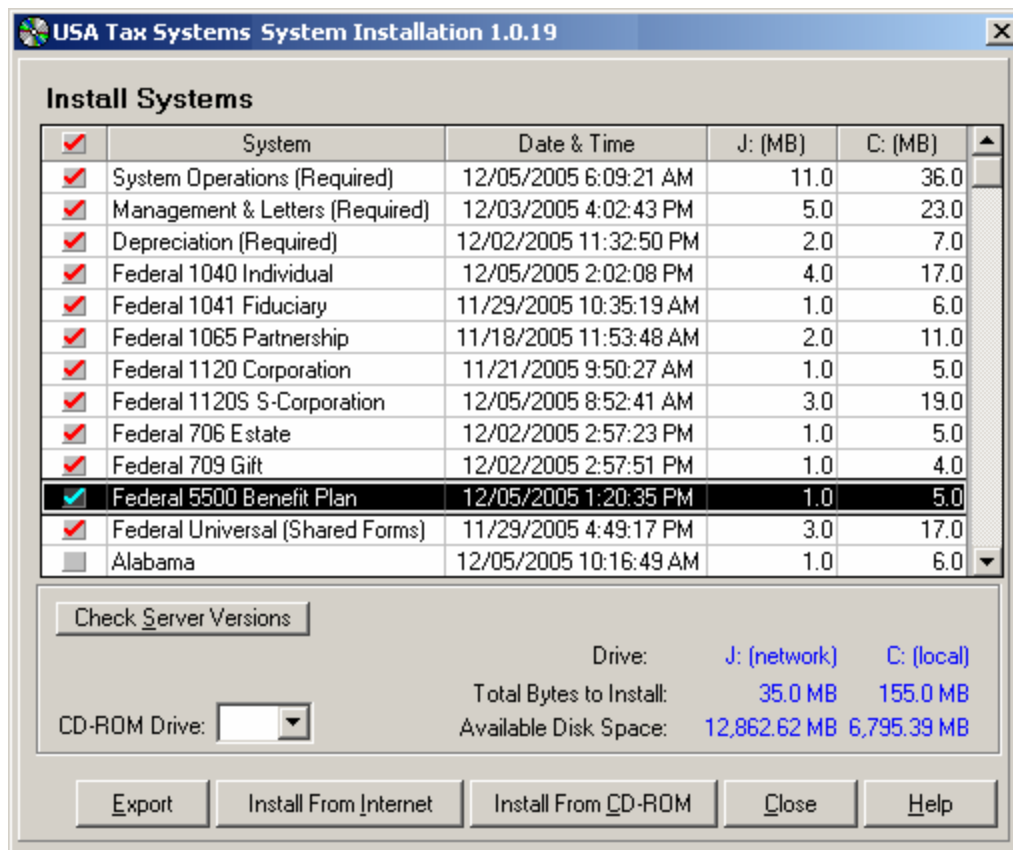 USA Tax Systems System Installation 1.0.19
Install Systems
System Date & Time J: (MB) C: (MB)
System Operations (Required) 12/05/2005 6:09:21 AM 11.0 36.0
Management & Letters (Required) 12/03/2005 4:02:43 PM 5.0 23.0
Depreciation (Required) 12/02/2005 11:32:50 PM 2.0 7.0
Federal 1040 Individual 12/05/2005 2:02:08 PM 4.0 17.0
Federal 1041 Fiduciary 11/29/2005 10:35:19 AM 1.0 6.0
Federal 1065 Partnership 11/18/2005 11:53:48 AM 2.0 11.0
Federal 1120 Corporation 11/21/2005 9:50:27 AM 1.0 5.0
Federal 1120S S-Corporation 12/05/2005 8:52:41 AM 3.0 19.0
Federal 706 Estate 12/02/2005 2:57:23 PM 1.0 5.0
Federal 709 Gift 12/02/2005 2:57:51 PM 1.0 4.0
Federal 5500 Benefit Plan 12/05/2005 1:20:35 PM 1.0 5.0
Federal Universal (Shared Forms) 11/29/2005 4:49:17 PM 3.0 17.0
Alabama 12/05/2005 10:16:49 AM 1.0 6.0
Check Server Versions
Drive: J: (network) C: (local)
Total Bytes to Install: 35.0 MB 155.0 MB
CD-ROM Drive: Available Disk Space: 12,862.62 MB 6,795.39 MB
Export Install From Internet Install From CD-ROM Close Help